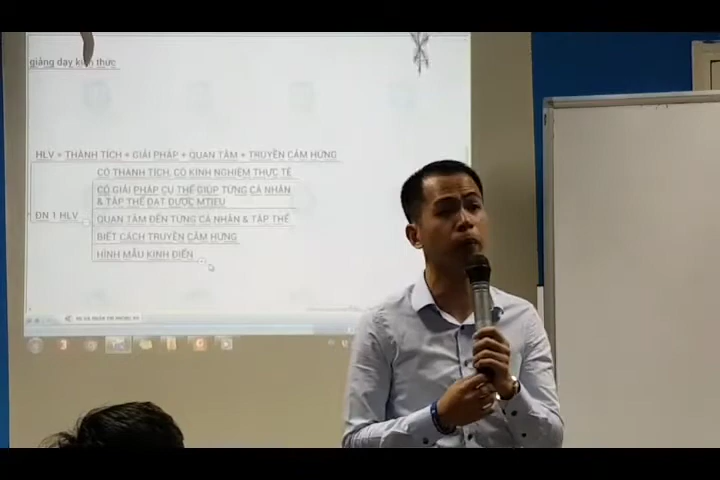 giảng dạy kiến thức
HLV = THÀNH TÍCH + GIẢI PHÁP + QUAN TÂM + TRUYỀN CẢM HỨNG
CÓ THÀNH TÍCH, CÓ KINH NGHIỆM THỰC TẾ
CÓ GIẢI PHÁP CỤ THỂ GIÚP TỪNG CÁ NHÂN
& TẬP THỂ ĐẠT ĐƯỢC MTIEU
ĐN 1 HLV
QUAN TÂM ĐẾN TỪNG CÁ NHÂN & TẬP THỂ
BIẾT CÁCH TRUYỀN CẢM HỨNG
HÌNH MẪU KINH ĐIỂN